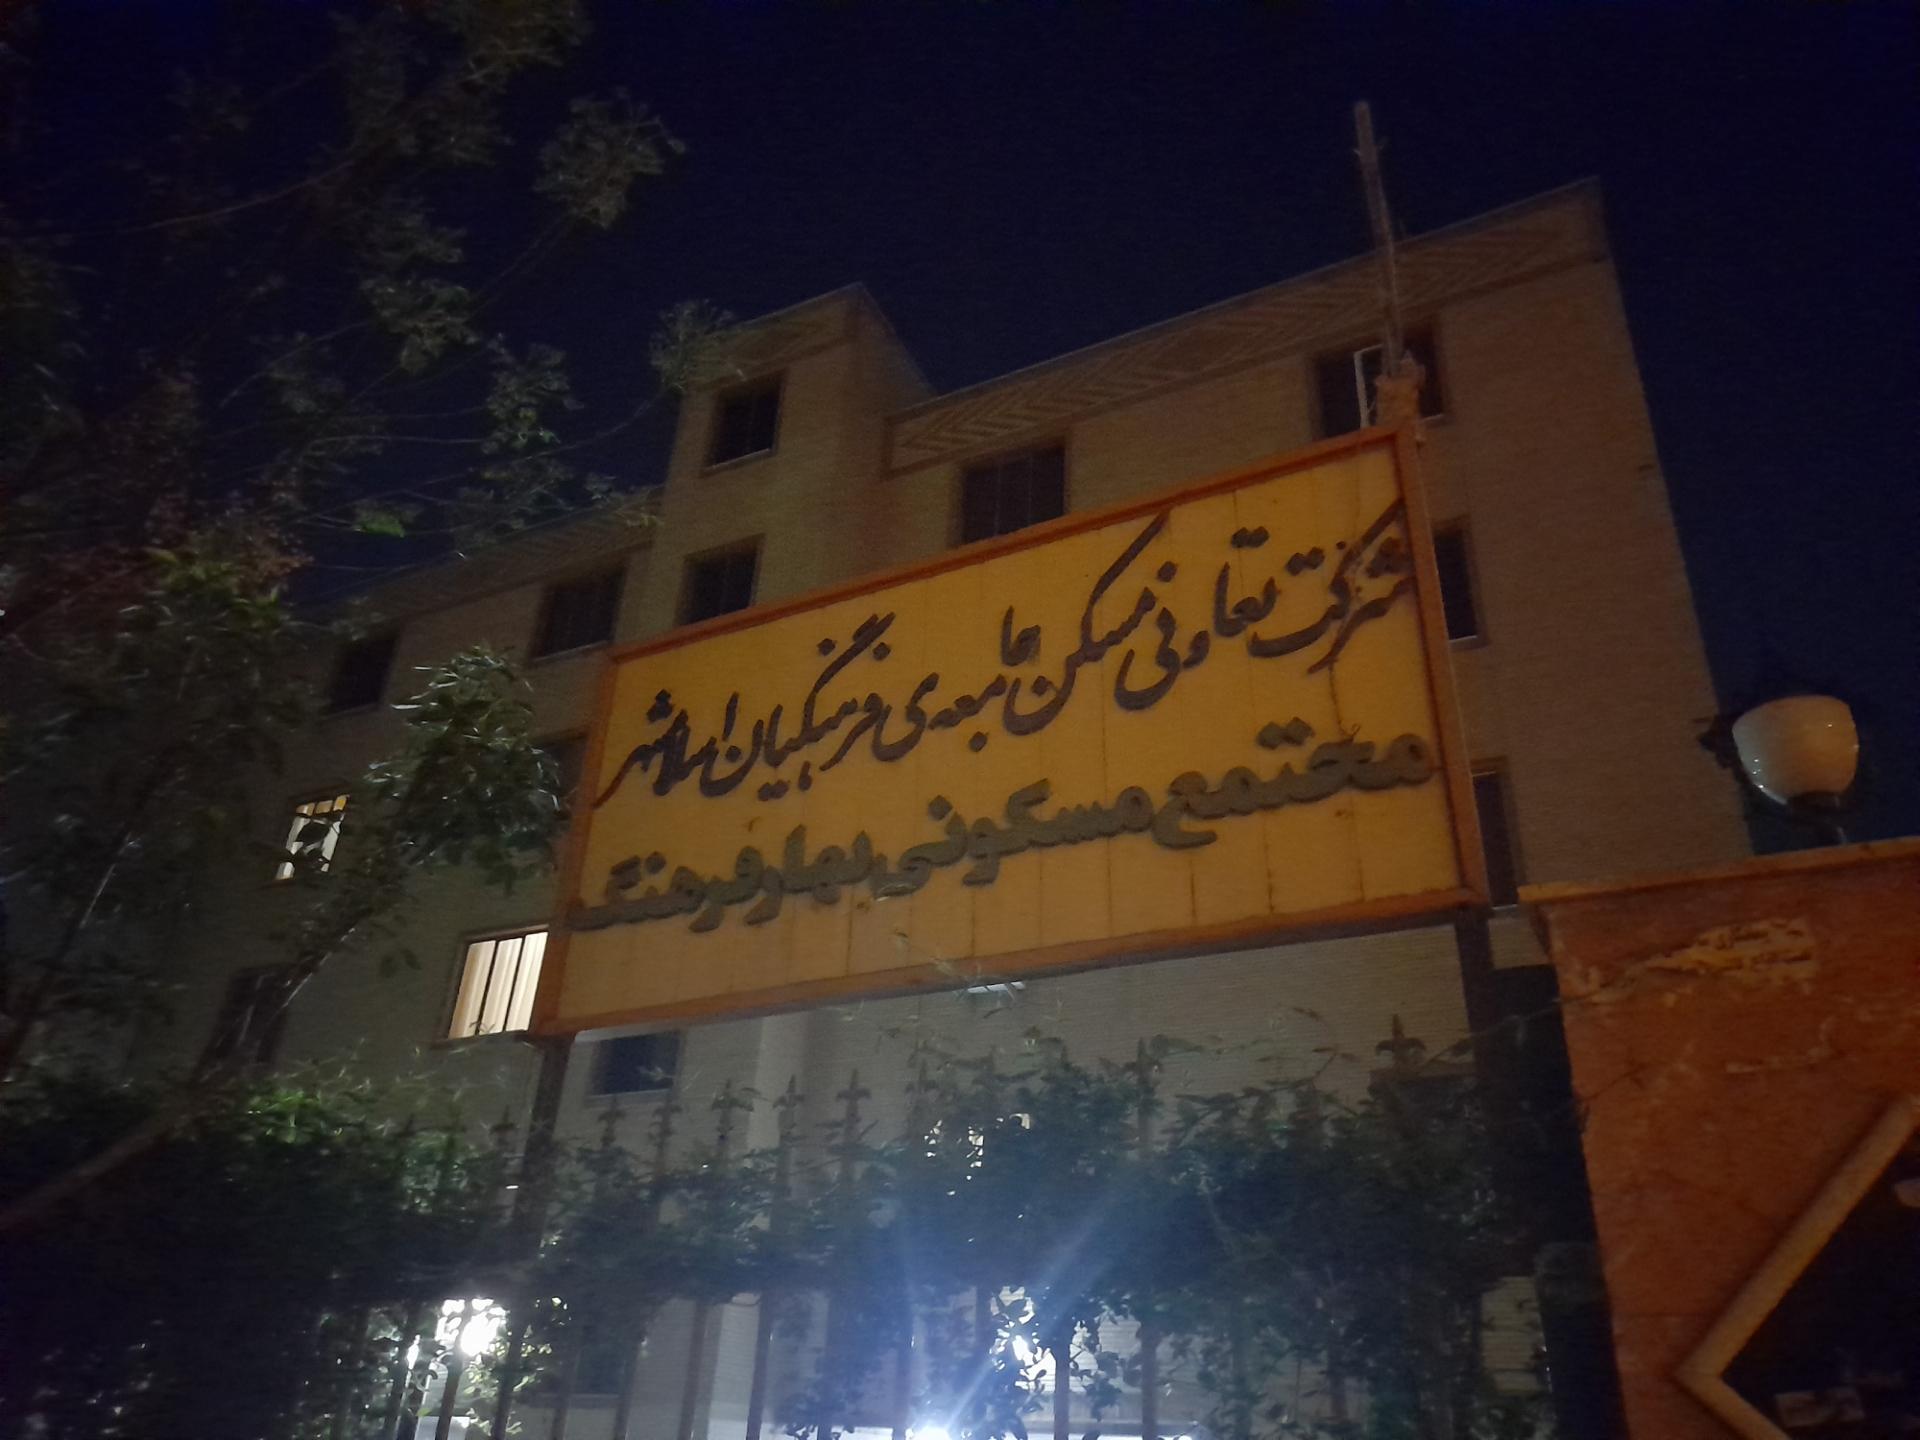 شرکت تعاونی مسکن جامعه ی فرهنگیان اسلامشهر
مجتمع مسکونی بهار فرهنگ